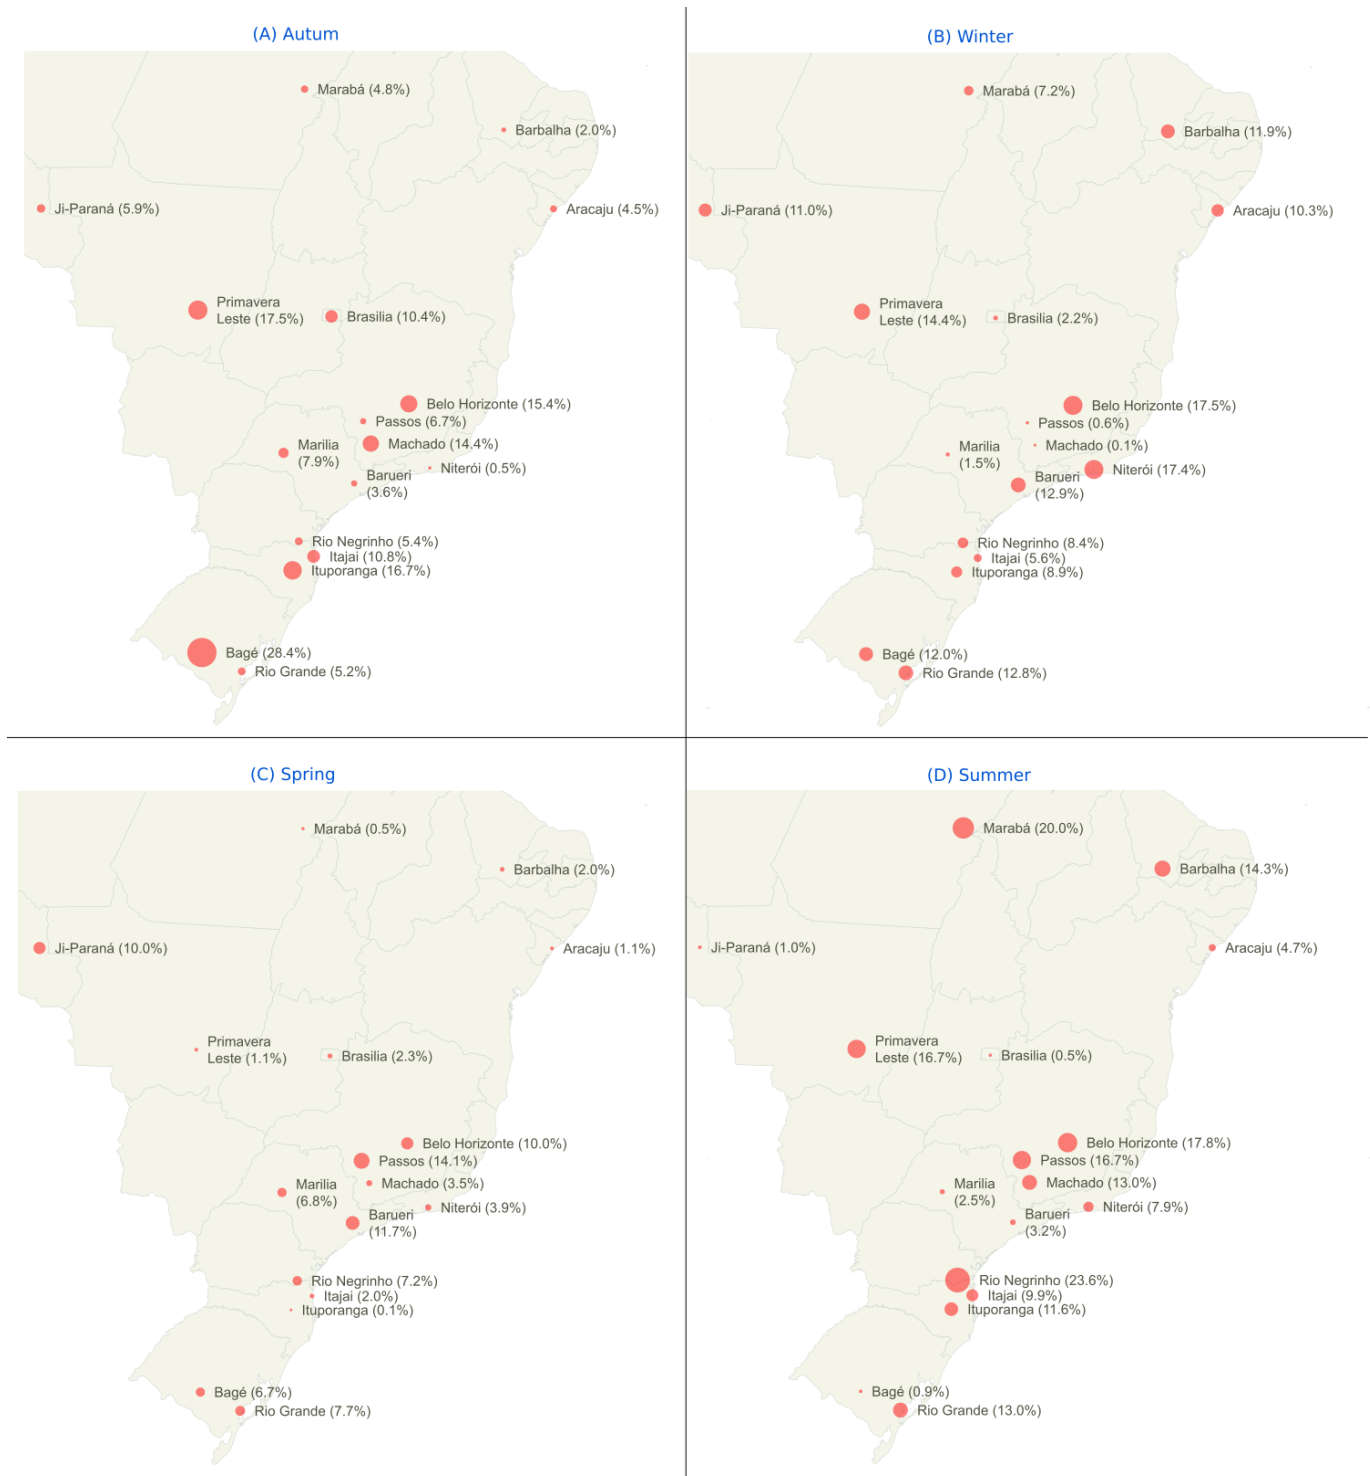 (A) Autum
Marabá (4.8%)
Barbalha (2.0%)
Ji-Paraná (5.9%)
Aracaju (4.5%)
Primavera
Leste (17.5%)
Brasilia (10.4%)
Belo Horizonte (15.4%)
Passos (6.7%)
Marilia
(7.9%)
Machado (14.4%)
Niterói (0.5%)
Barueri
(3.6%)
Rio Negrinho (5.4%)
Itajai (10.8%)
Ituporanga (16.7%)
Bagé (28.4%)
Rio Grande (5.2%)
(B) Winter
Marabá (7.2%)
Barbalha (11.9%)
Ji-Paraná (11.0%)
Aracaju (10.3%)
Primavera
Leste (14.4%)
Brasilia (2.2%)
Belo Horizonte (17.5%)
Passos (0.6%)
Marilia
(1.5%)
Machado (0.1%)
Niterói (17.4%)
Barueri
(12.9%)
Rio Negrinho (8.4%)
Itajai (5.6%)
Ituporanga (8.9%)
Bagé (12.0%)
Rio Grande (12.8%)
(C) Spring
Marabá (0.5%)
Barbalha (2.0%)
Ji-Paraná (10.0%)
Aracaju (1.1%)
Primavera
Leste (1.1%)
Brasilia (2.3%)
Belo Horizonte (10.0%)
Passos (14.1%)
Machado (3.5%)
Marilia
(6.8%)
Niterói (3.9%)
Barueri
(11.7%)
Rio Negrinho (7.2%)
Itajai (2.0%)
Ituporanga (0.1%)
Bagé (6.7%)
Rio Grande (7.7%)
(D) Summer
Marabá (20.0%)
Barbalha (14.3%)
Ji-Paraná (1.0%)
Aracaju (4.7%)
Primavera
Leste (16.7%)
Brasilia (0.5%)
Belo Horizonte (17.8%)
Passos (16.7%)
Machado (13.0%)
Marilia
(2.5%)
Niterói (7.9%)
Barueri
(3.2%)
Rio Negrinho (23.6%)
Itajai (9.9%)
Ituporanga (11.6%)
Bagé (0.9%)
Rio Grande (13.0%)